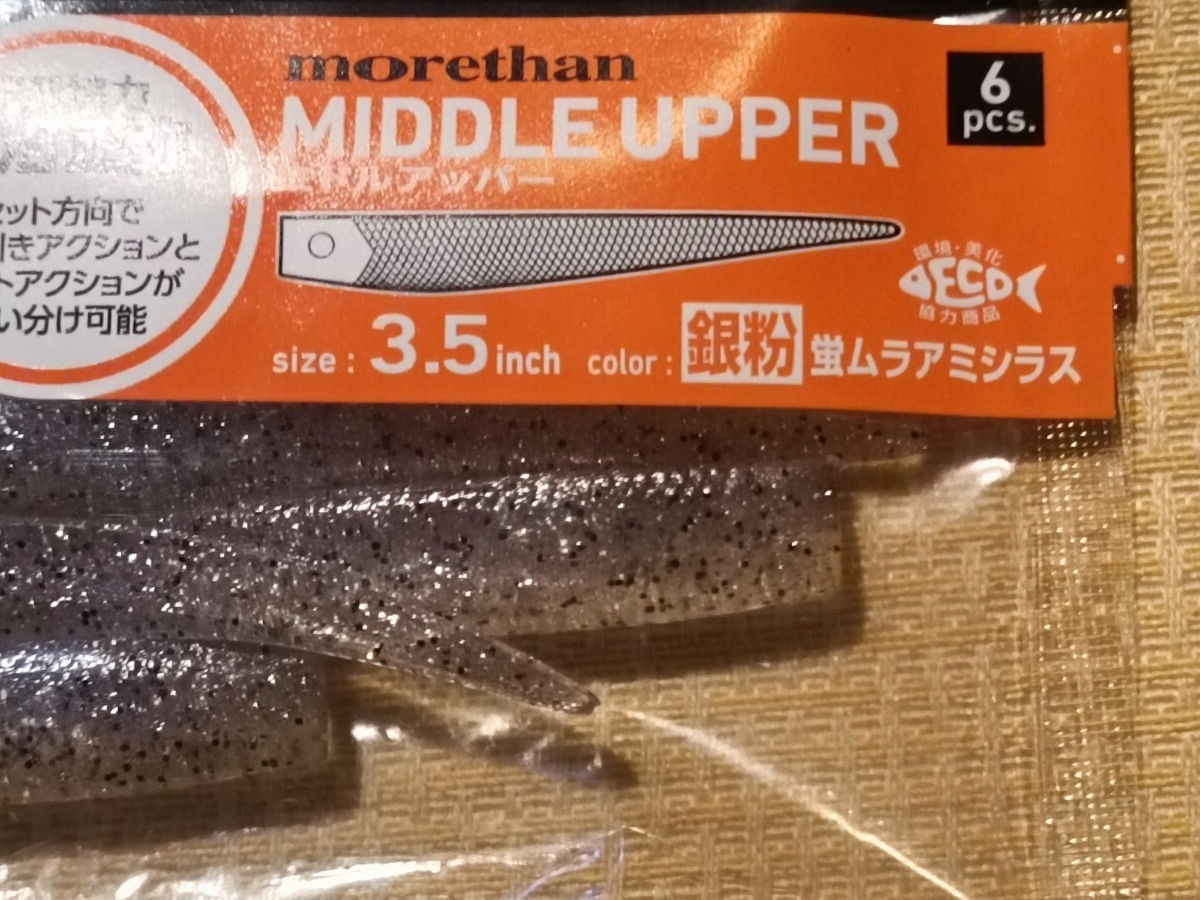 morethan
MIDDLE UPPER
ミドルアッパー
6
pcs.
ット方向で
引きアクションと
トアクションが
い分け可能
環境・美化
ECO
協力商品
size : 3.5 inch color : 銀粉 蛍ムラアミシラス